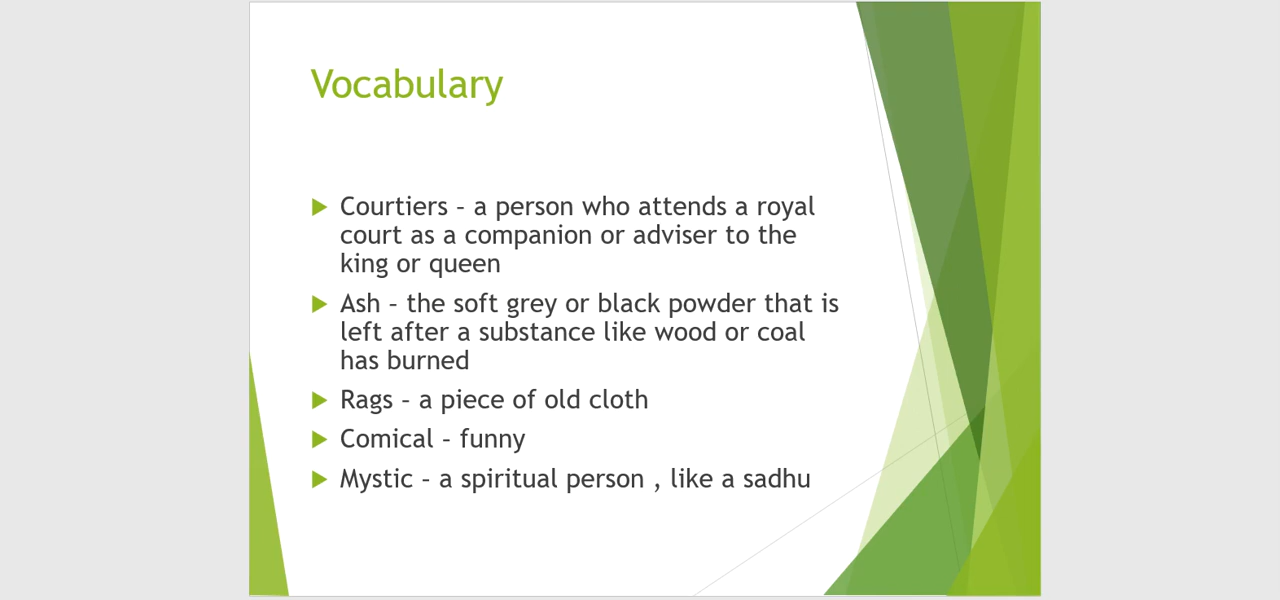 Vocabulary
Courtiers – a person who attends a royal
court as a companion or adviser to the
king or queen
Ash – the soft grey or black powder that is
left after a substance like wood or coal
has burned
Rags – a piece of old cloth
Comical – funny
Mystic – a spiritual person , like a sadhu